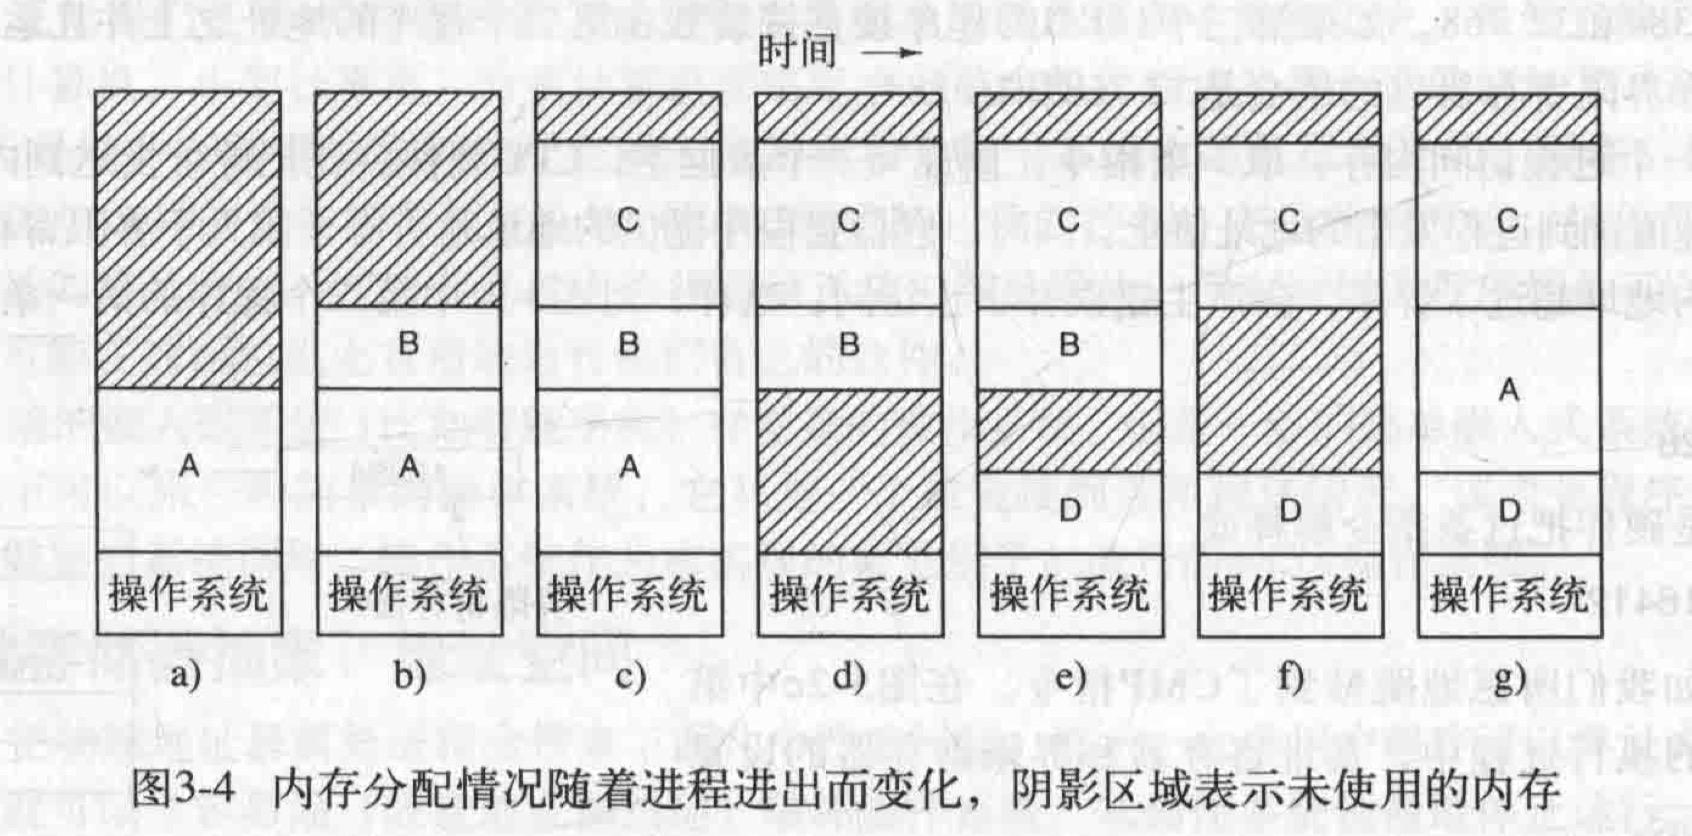 时间 →
C C C C C
B B B B A
A A A D D D
操作系统 操作系统 操作系统 操作系统 操作系统 操作系统 操作系统
a) b) c) d) e) f) g)
图3-4 内存分配情况随着进程进出而变化，阴影区域表示未使用的内存